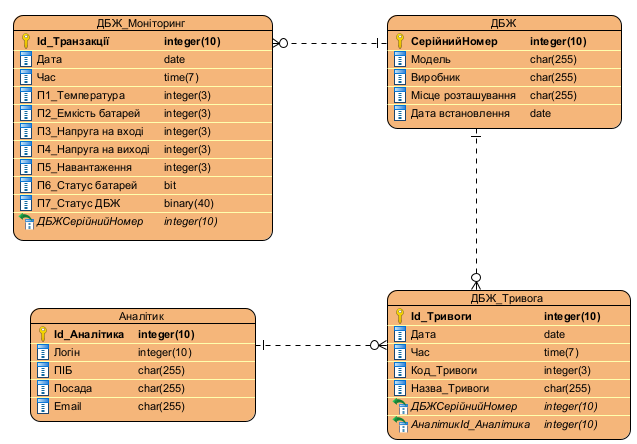 ДБЖ_Моніторинг
Id_Транзакції integer(10)
Дата date
Час time(7)
П1_Температура integer(3)
П2_Емкість батарей integer(3)
П3_Напруга на вході integer(3)
П4_Напруга на виході integer(3)
П5_Навантаження integer(3)
П6_Статус батарей bit
П7_Статус ДБЖ binary(40)
ДБЖСерійнийНомер integer(10)
ДБЖ
СерійнийНомер integer(10)
Модель char(255)
Виробник char(255)
Місце розташування char(255)
Дата встановлення date
Аналітик
Id_Аналітика integer(10)
Логін integer(10)
ПІБ char(255)
Посада char(255)
Email char(255)
ДБЖ_Тривога
Id_Тривоги integer(10)
Дата date
Час time(7)
Код_Тривоги integer(3)
Назва_Тривоги char(255)
ДБЖСерійнийНомер integer(10)
АналітикId_Аналітика integer(10)